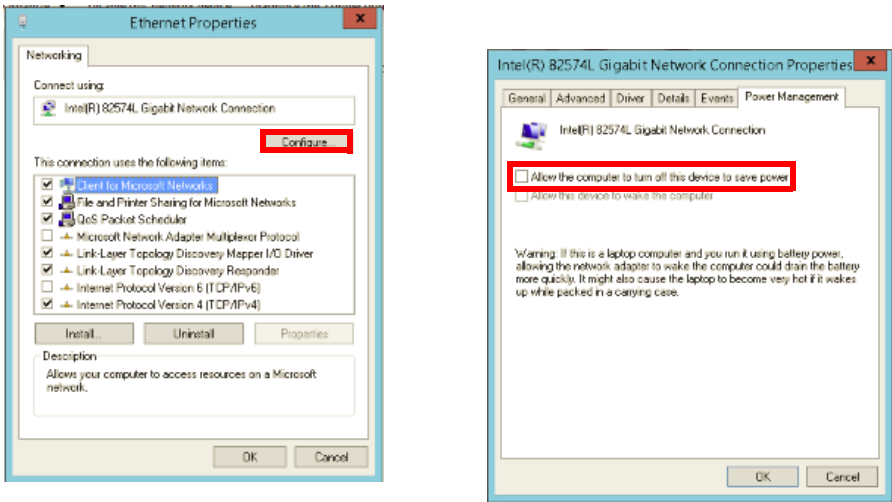 Ethernet Properties
x
Networking
Connect using:
Intel(R) 82574L Gigabit Network Connection
Configure...
This connection uses the following items:
Client for Microsoft Networks
File and Printer Sharing for Microsoft Networks
QoS Packet Scheduler
Microsoft Network Adapter Multiplexor Protocol
Link-Layer Topology Discovery Mapper I/O Driver
Link-Layer Topology Discovery Responder
Internet Protocol Version 6 (TCP/IPv6)
Internet Protocol Version 4 (TCP/IPv4)
Install... Uninstall Properties
Description
Allows your computer to access resources on a Microsoft
network.
OK Cancel
Intel(R) 82574L Gigabit Network Connection Properties
x
General Advanced Driver Details Events Power Management
Intel(R) 82574L Gigabit Network Connection
Allow the computer to turn off this device to save power
Allow this device to wake the computer
Warning: If this is a laptop computer and you run it using battery power,
allowing the network adapter to wake the computer could drain the battery
more quickly. It might also cause the laptop to become very hot if it wakes
up while packed in a carrying case.
OK Cancel